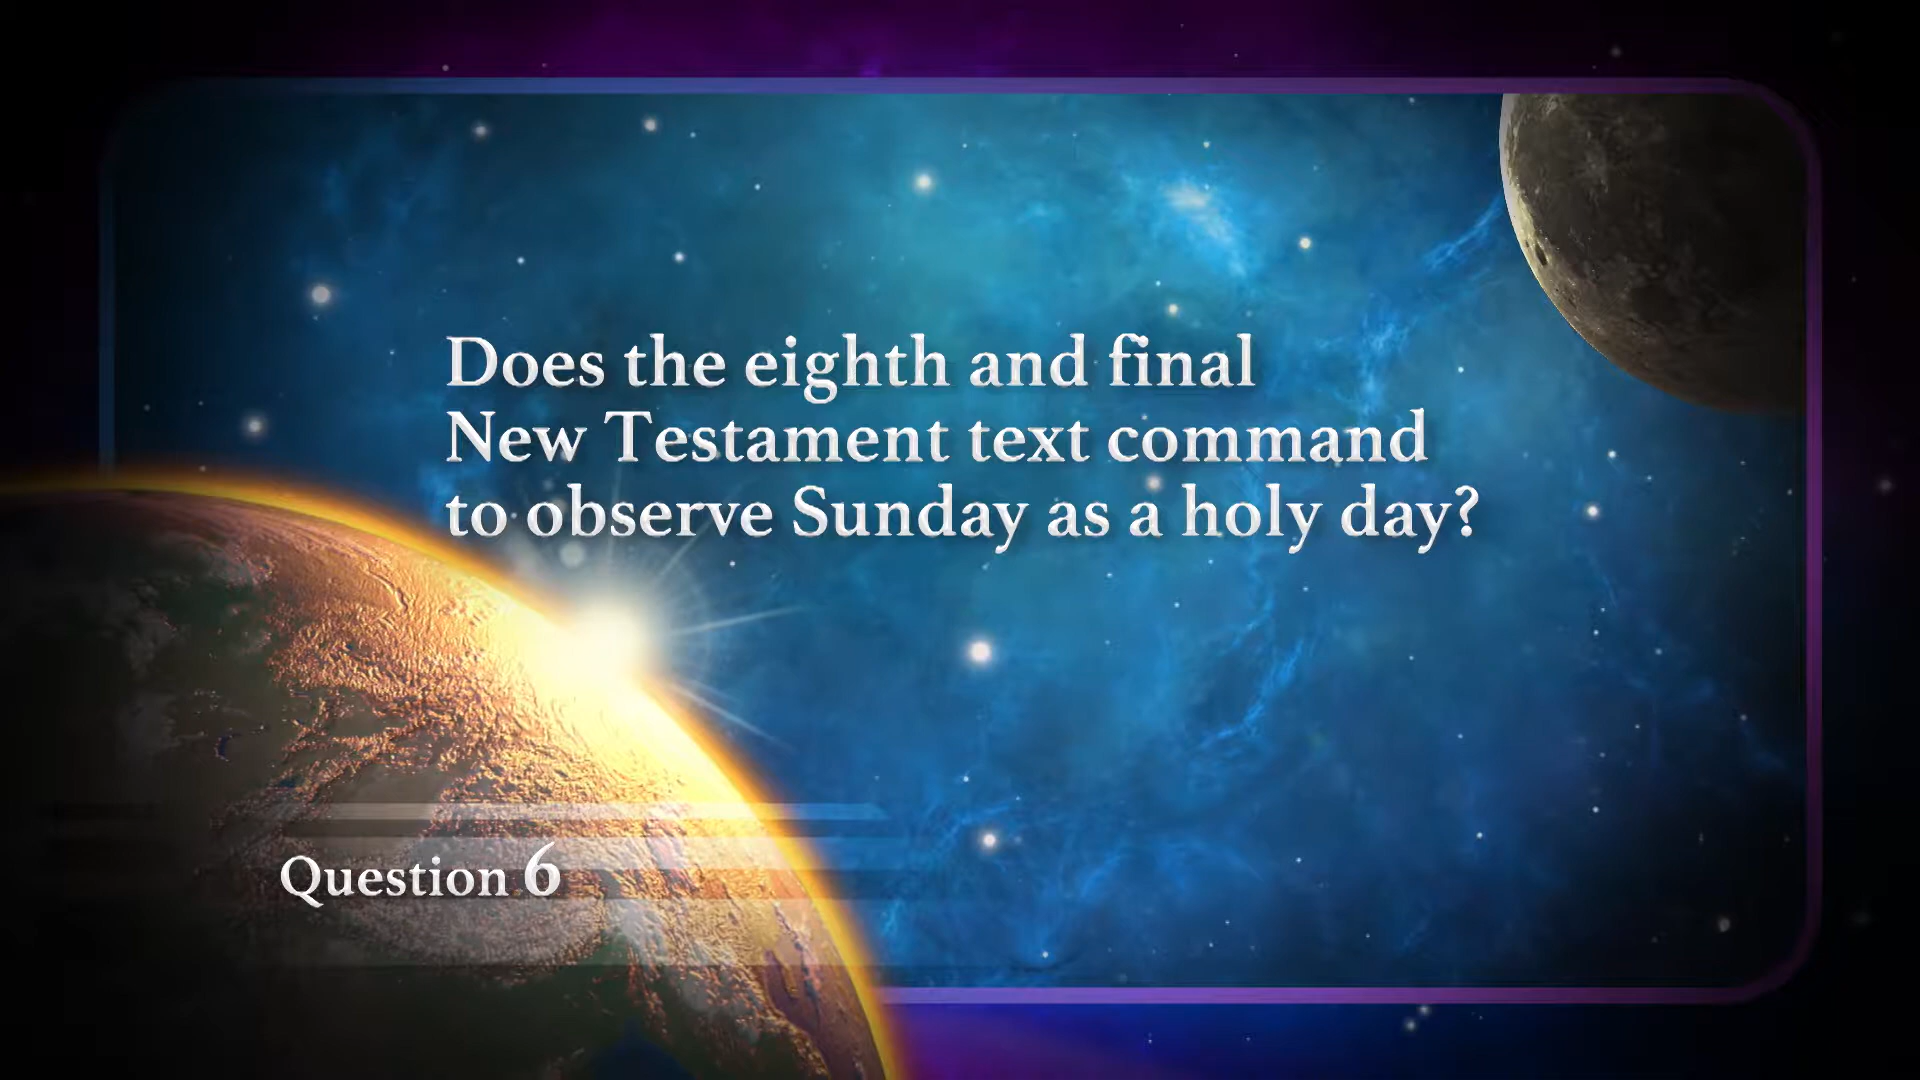 Does the eighth and final
New Testament text command
to observe Sunday as a holy day?
Question 6